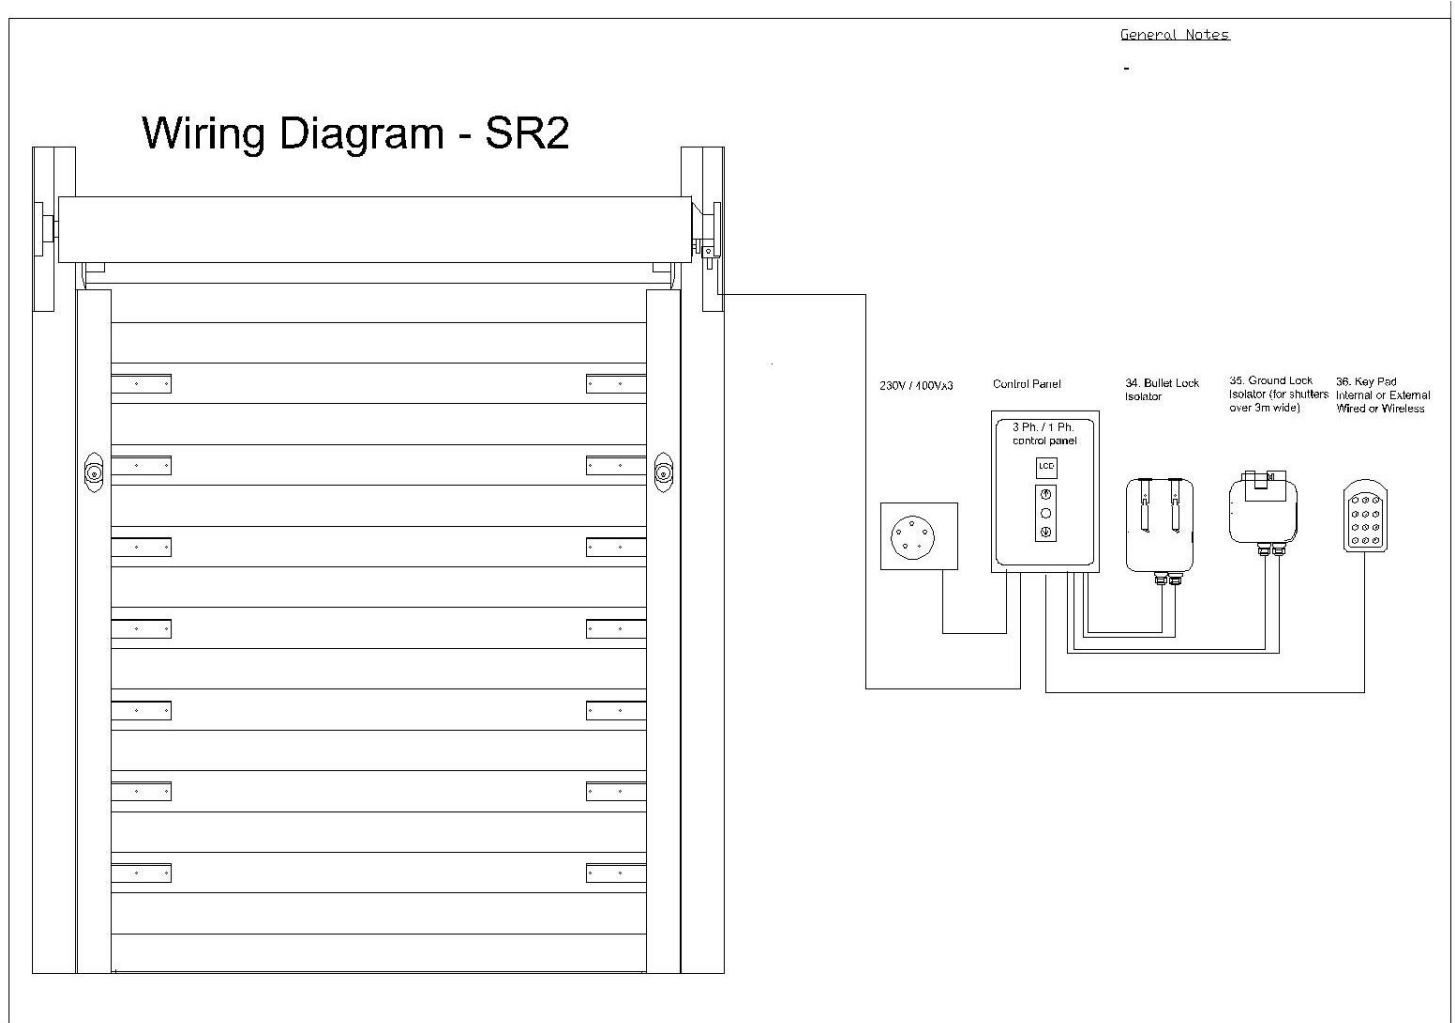 General Notes
-
Wiring Diagram - SR2
230V / 400Vx3
Control Panel
34. Bullet Lock
Isolator
35. Ground Lock
Isolator (for shutters
over 3m wide)
36. Key Pad
Internal or External
Wired or Wireless
3 Ph. / 1 Ph.
control panel
LCD